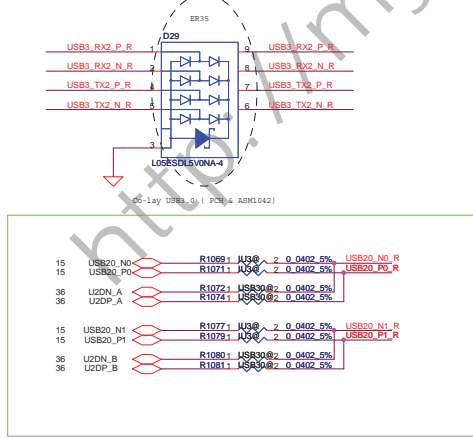 ER35
D29
USB3_RX2_P_R 1 9 USB3_RX2_P_R
USB3_RX2_N_R 2 8 USB3_RX2_N_R
USB3_TX2_P_R 4 7 USB3_TX2_P_R
USB3_TX2_N_R 5 6 USB3_TX2_N_R
3
L05ESDL5V0NA-4
Co-lay USB3.0 ( PCH & ASM1042)
http://my
15 USB20_N0 R1069 1 IU3@ 2 0_0402_5% USB20_N0_R
15 USB20_P0 R1071 1 IU3@ 2 0_0402_5% USB20_P0_R
36 U2DN_A R1072 1 USB30@ 2 0_0402_5%
36 U2DP_A R1074 1 USB30@ 2 0_0402_5%
15 USB20_N1 R1077 1 IU3@ 2 0_0402_5% USB20_N1_R
15 USB20_P1 R1079 1 IU3@ 2 0_0402_5% USB20_P1_R
36 U2DN_B R1080 1 USB30@ 2 0_0402_5%
36 U2DP_B R1081 1 USB30@ 2 0_0402_5%